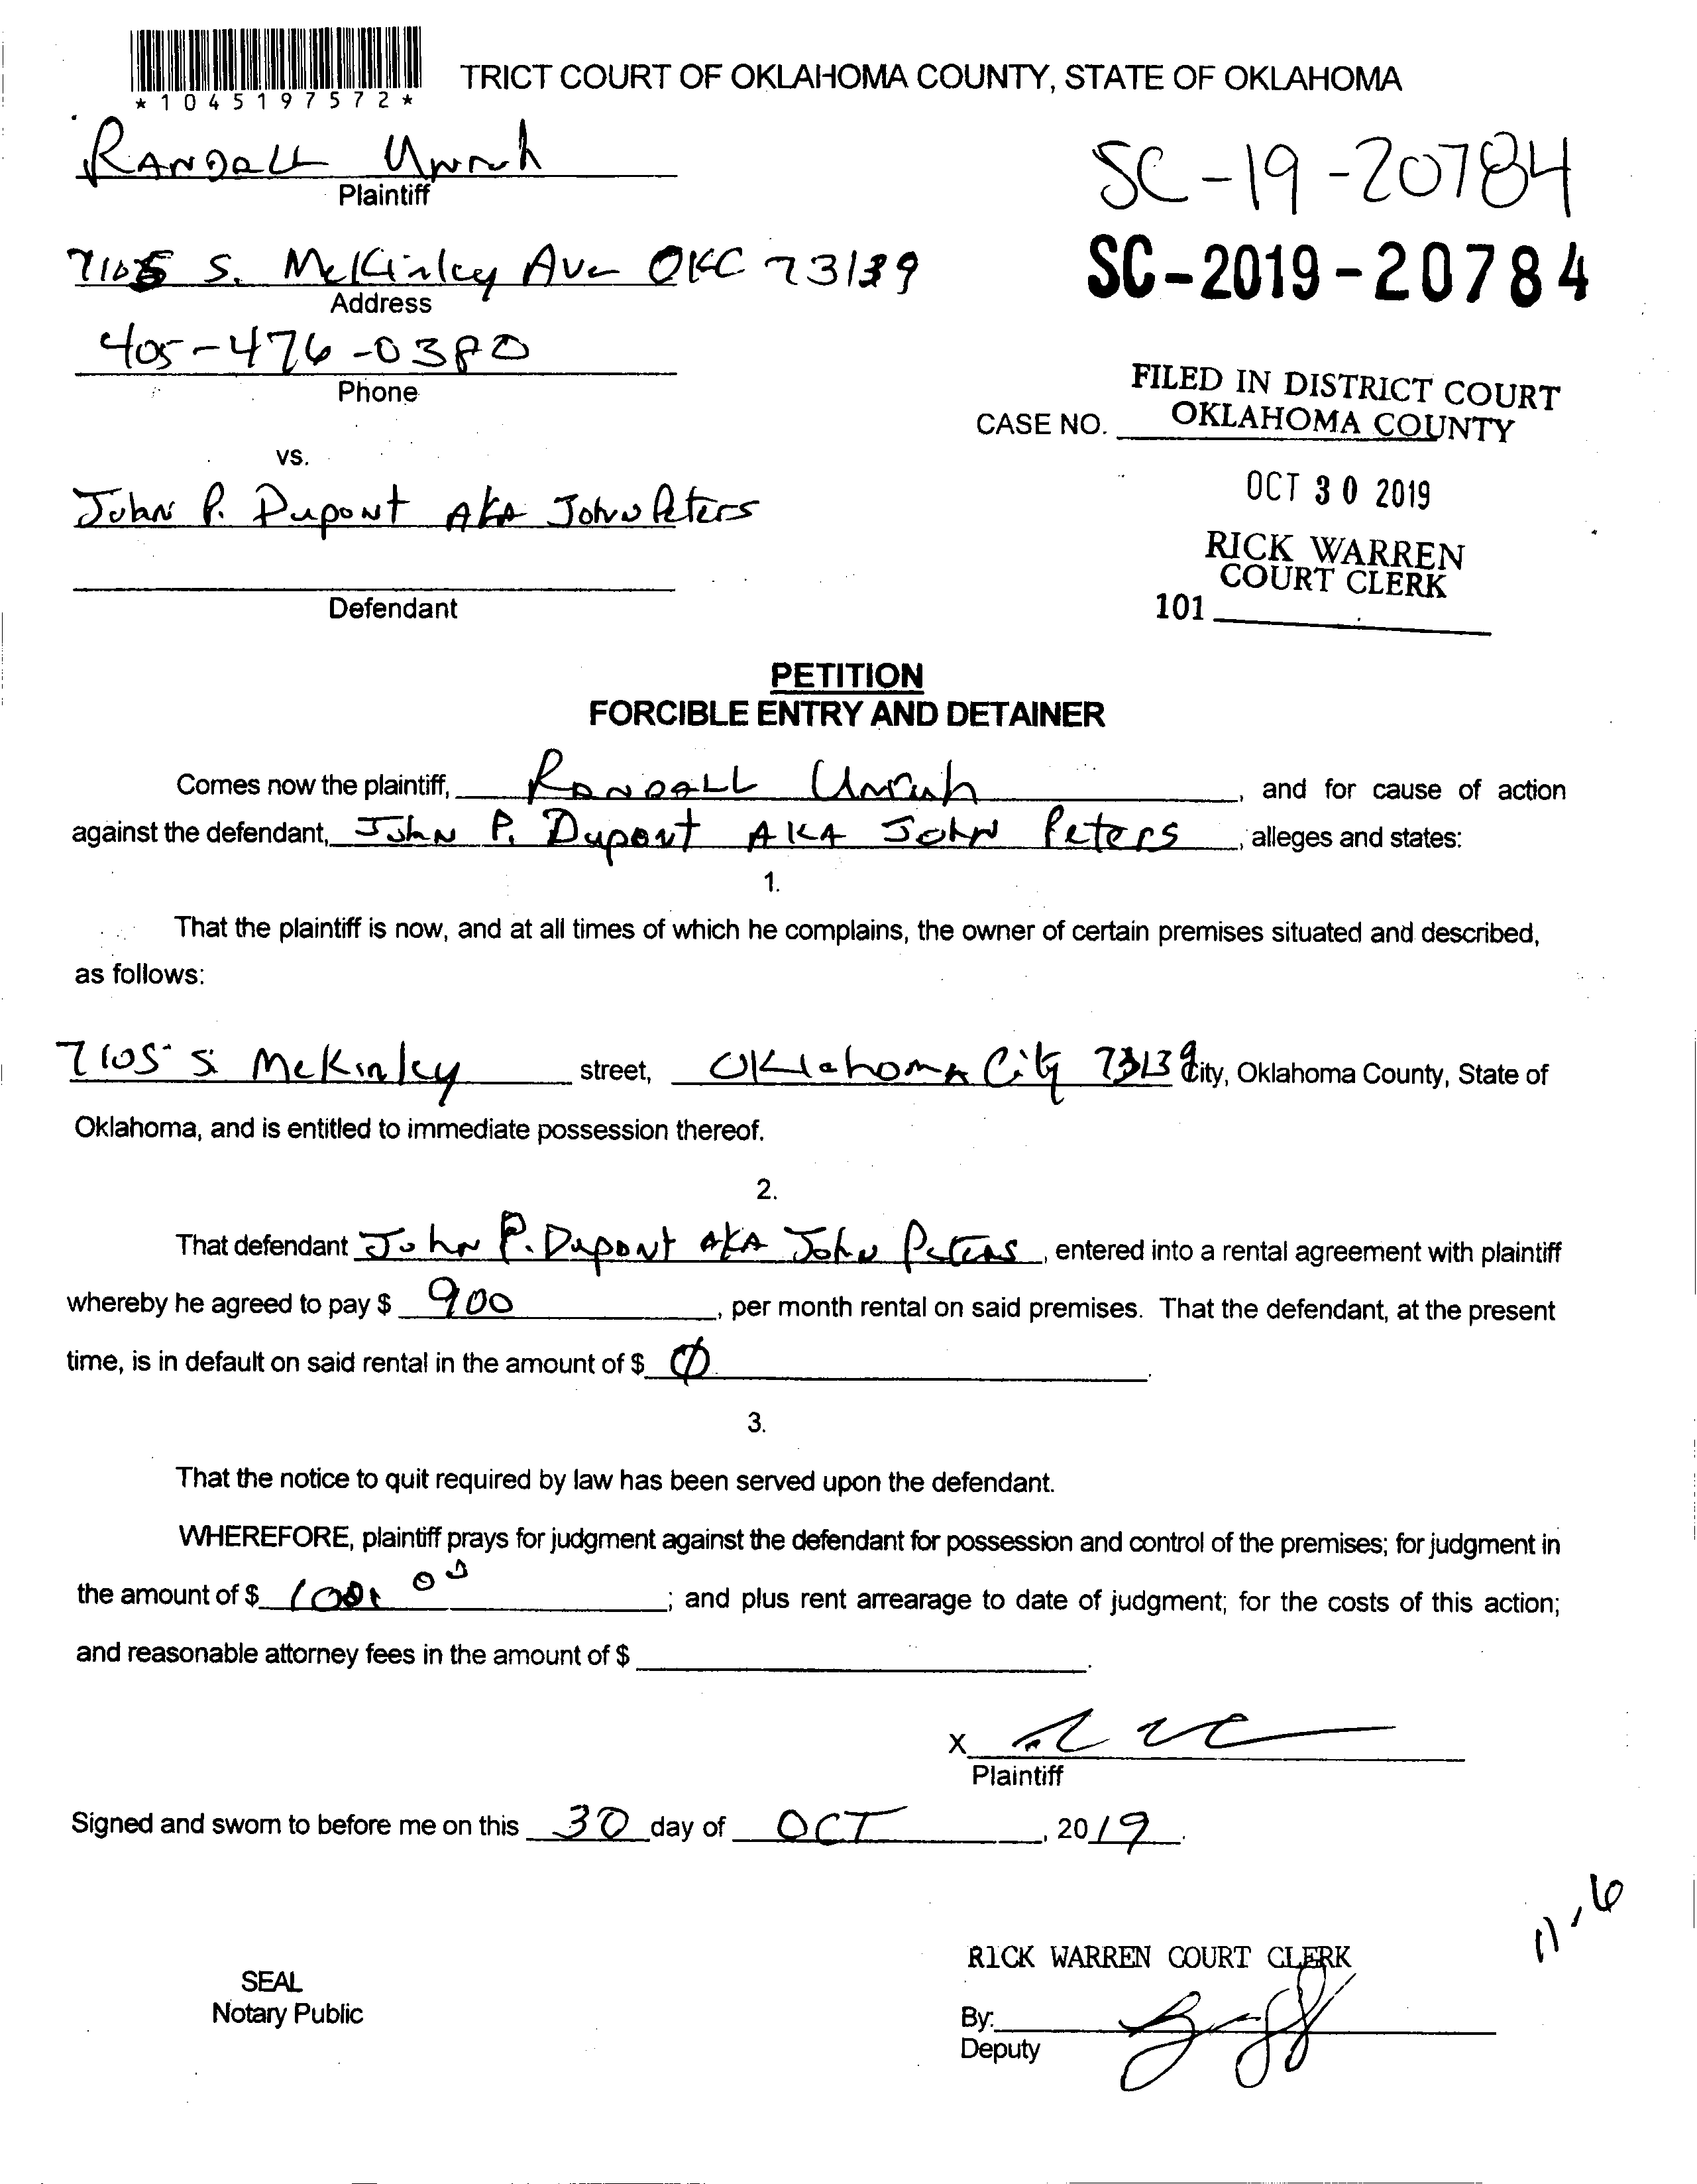 *1045197572*
TRICT COURT OF OKLAHOMA COUNTY, STATE OF OKLAHOMA
RANDALL Unruh
Plaintiff
SC-19-20784
7105 S. McKinley Ave OKC 73139
Address
SC-2019-20784
405-476-0380
Phone
FILED IN DISTRICT COURT
OKLAHOMA COUNTY
CASE NO.
vs.
OCT 30 2019
John P. Dupont AKA John Peters
RICK WARREN
COURT CLERK
101
Defendant
PETITION
FORCIBLE ENTRY AND DETAINER
Comes now the plaintiff, RANDALL Unruh, and for cause of action
against the defendant, John P. Dupont AKA John Peters, alleges and states:
1.
That the plaintiff is now, and at all times of which he complains, the owner of certain premises situated and described,
as follows:
7105 S. McKinley street, Oklahoma City 73139 City, Oklahoma County, State of
Oklahoma, and is entitled to immediate possession thereof.
2.
That defendant John P. Dupont AKA John Peters, entered into a rental agreement with plaintiff
whereby he agreed to pay $ 900, per month rental on said premises. That the defendant, at the present
time, is in default on said rental in the amount of $ 0.
3.
That the notice to quit required by law has been served upon the defendant.
WHEREFORE, plaintiff prays for judgment against the defendant for possession and control of the premises; for judgment in
the amount of $ ; and plus rent arrearage to date of judgment; for the costs of this action;
and reasonable attorney fees in the amount of $ .
X
Plaintiff
Signed and sworn to before me on this 30 day of OCT, 2019.
11-6
RICK WARREN COURT CLERK
SEAL
Notary Public
By:
Deputy